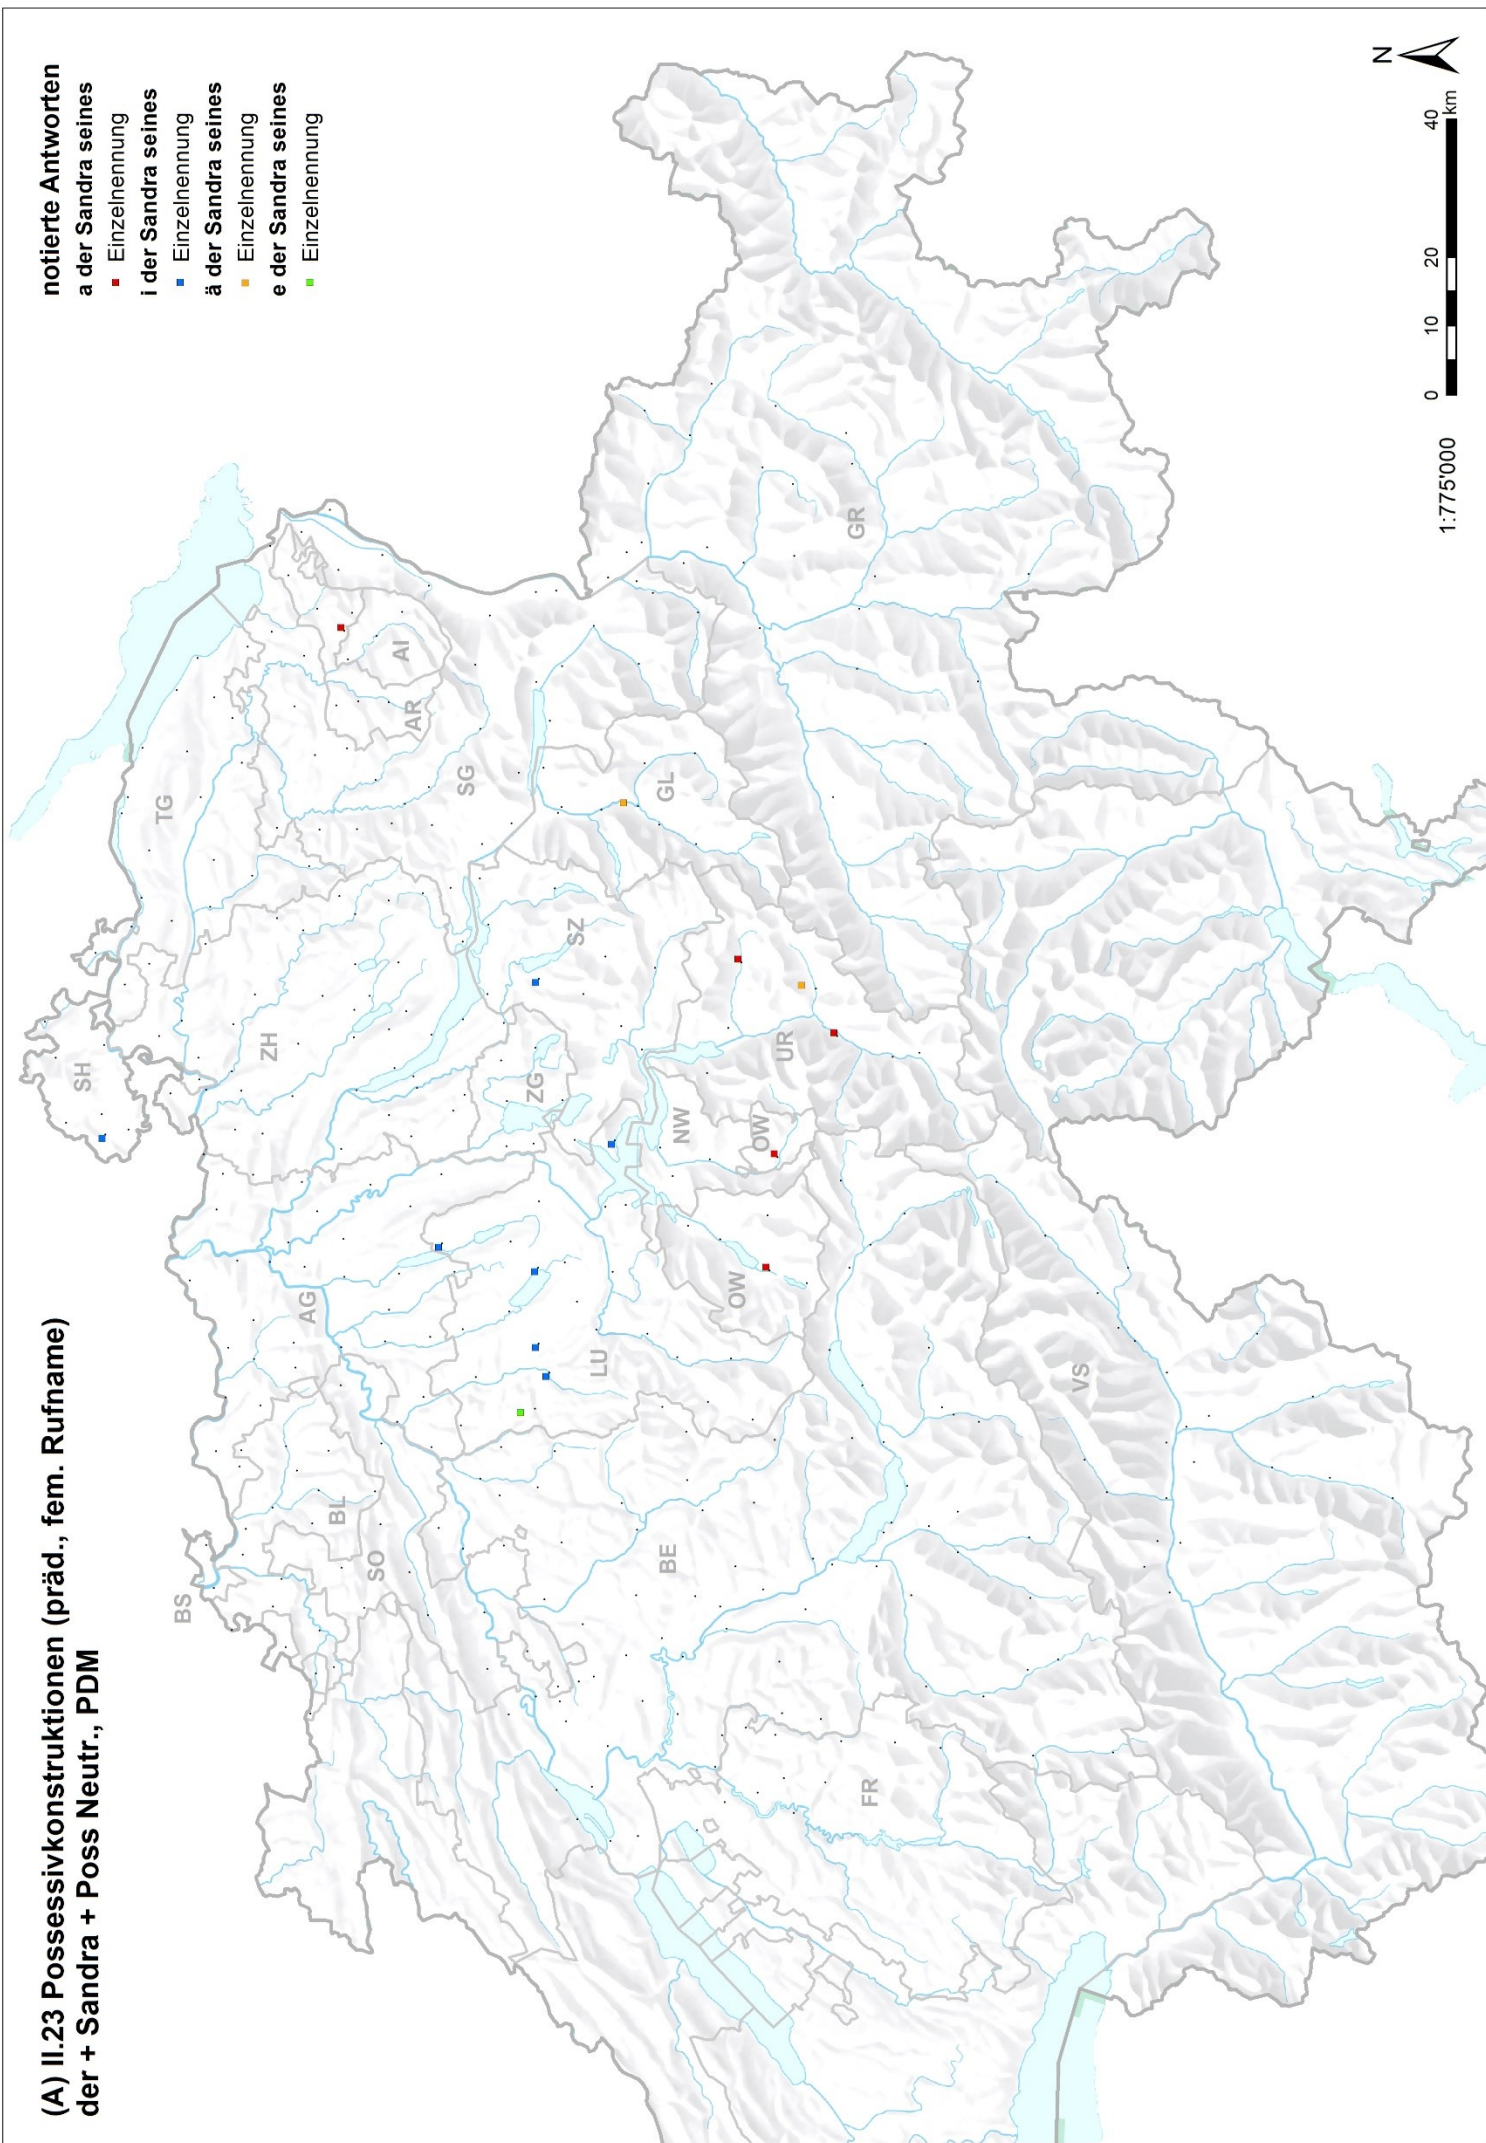 (A) II.23 Possessivkonstruktionen (präd., fem. Rufname)
der + Sandra + Poss Neutr., PDM
notierte Antworten
a der Sandra seines
Einzelnennung
i der Sandra seines
Einzelnennung
ä der Sandra seines
Einzelnennung
e der Sandra seines
Einzelnennung
BS
SH
TG
BL
AG
ZH
SO
AR
AI
SG
ZG
LU
SZ
BE
OW
NW
OW
GL
UR
FR
GR
VS
N
1:775'000
0 10 20 40
km